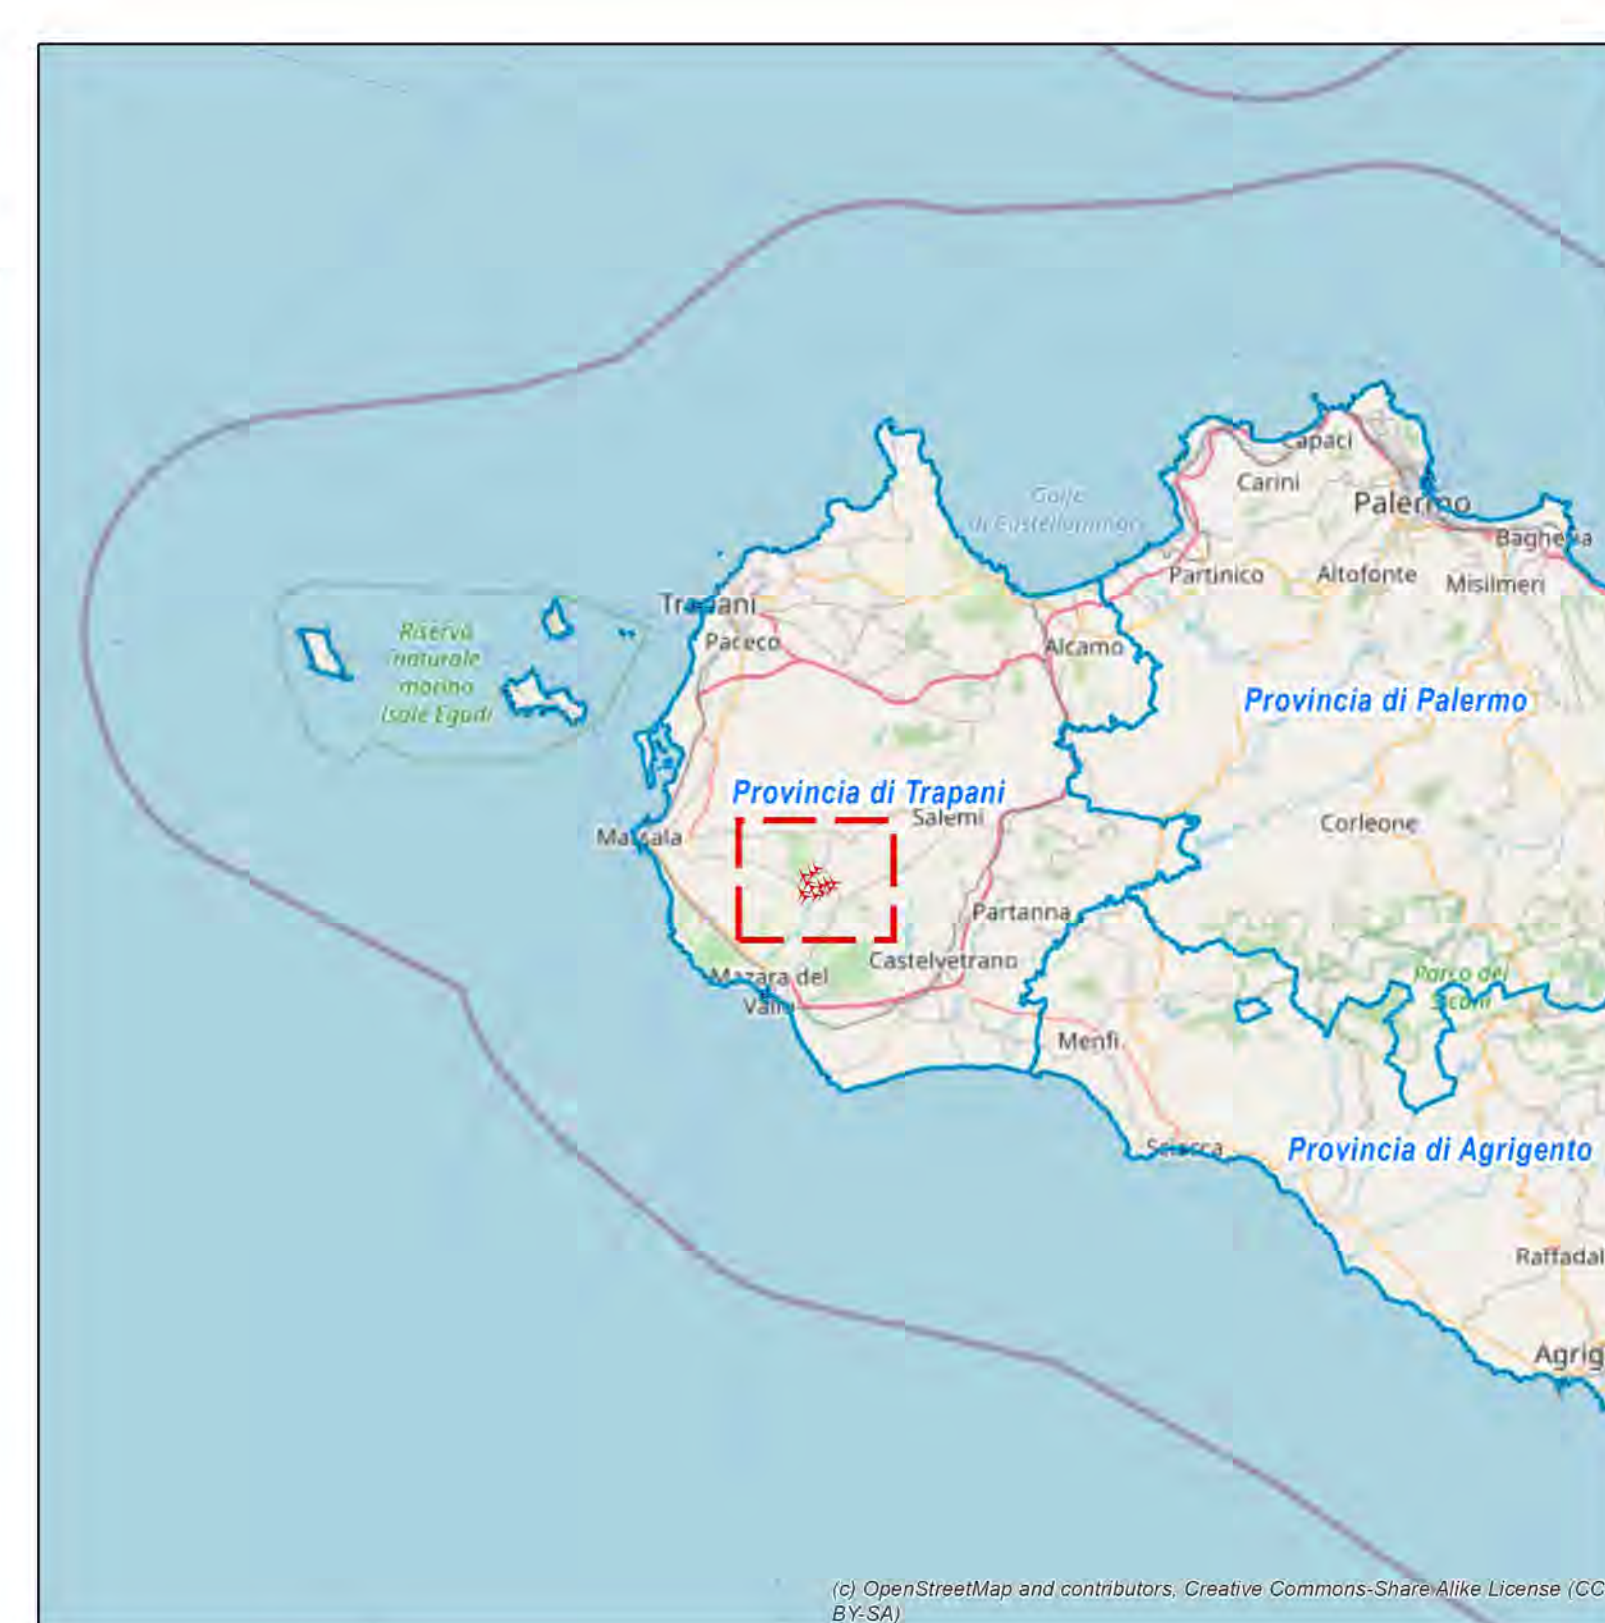 Capaci
Carini
Palermo
Golfo
di Castellammare
Bagheria
Partinico
Altofonte
Misilmeri
Trapani
Riserva
naturale
marina
Isole Egadi
Paceco
Alcamo
Provincia di Palermo
Provincia di Trapani
Salemi
Marsala
Corleone
Partanna
Castelvetrano
Mazara del
Vallo
Parco dei
Sicani
Menfi
Sciacca
Provincia di Agrigento
Raffadal
Agrig
(c) OpenStreetMap and contributors, Creative Commons-Share Alike License (CC
BY-SA)